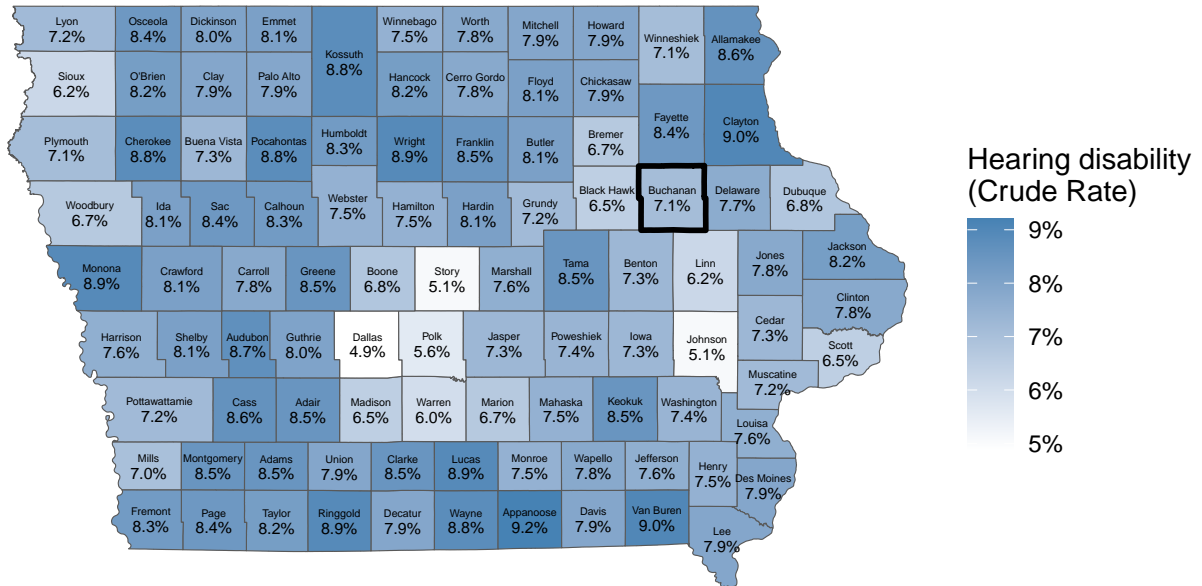 Lyon
7.2%
Osceola
8.4%
Dickinson
8.0%
Emmet
8.1%
Kossuth
8.8%
Winnebago
7.5%
Worth
7.8%
Mitchell
7.9%
Howard
7.9%
Winneshiek
7.1%
Allamakee
8.6%
Sioux
6.2%
O'Brien
8.2%
Clay
7.9%
Palo Alto
7.9%
Hancock
8.2%
Cerro Gordo
7.8%
Floyd
8.1%
Chickasaw
7.9%
Fayette
8.4%
Clayton
9.0%
Plymouth
7.1%
Cherokee
8.8%
Buena Vista
7.3%
Pocahontas
8.8%
Humboldt
8.3%
Wright
8.9%
Franklin
8.5%
Butler
8.1%
Bremer
6.7%
Woodbury
6.7%
Ida
8.1%
Sac
8.4%
Calhoun
8.3%
Webster
7.5%
Hamilton
7.5%
Hardin
8.1%
Grundy
7.2%
Black Hawk
6.5%
Buchanan
7.1%
Delaware
7.7%
Dubuque
6.8%
Monona
8.9%
Crawford
8.1%
Carroll
7.8%
Greene
8.5%
Boone
6.8%
Story
5.1%
Marshall
7.6%
Tama
8.5%
Benton
7.3%
Linn
6.2%
Jones
7.8%
Jackson
8.2%
Clinton
7.8%
Harrison
7.6%
Shelby
8.1%
Audubon
8.7%
Guthrie
8.0%
Dallas
4.9%
Polk
5.6%
Jasper
7.3%
Poweshiek
7.4%
Iowa
7.3%
Johnson
5.1%
Cedar
7.3%
Scott
6.5%
Muscatine
7.2%
Pottawattamie
7.2%
Cass
8.6%
Adair
8.5%
Madison
6.5%
Warren
6.0%
Marion
6.7%
Mahaska
7.5%
Keokuk
8.5%
Washington
7.4%
Louisa
7.6%
Mills
7.0%
Montgomery
8.5%
Adams
8.5%
Union
7.9%
Clarke
8.5%
Lucas
8.9%
Monroe
7.5%
Wapello
7.8%
Jefferson
7.6%
Henry
7.5%
Des Moines
7.9%
Fremont
8.3%
Page
8.4%
Taylor
8.2%
Ringgold
8.9%
Decatur
7.9%
Wayne
8.8%
Appanoose
9.2%
Davis
7.9%
Van Buren
9.0%
Lee
7.9%
Hearing disability
(Crude Rate)
9%
8%
7%
6%
5%